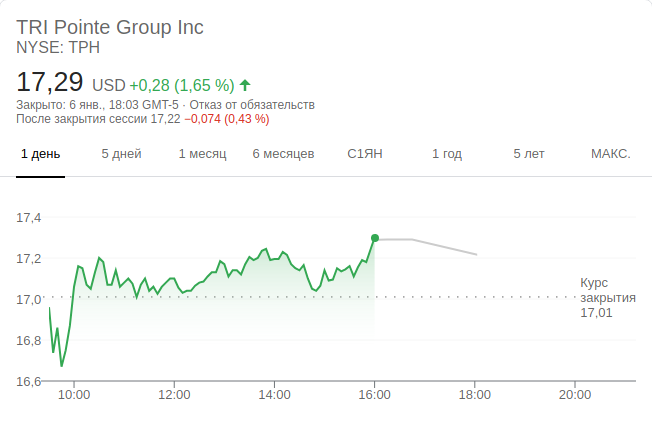 TRI Pointe Group Inc
NYSE: TPH
17,29 USD +0,28 (1,65 %)
Закрыто: 6 янв., 18:03 GMT-5 · Отказ от обязательств
После закрытия сессии 17,22 −0,074 (0,43 %)
1 день 5 дней 1 месяц 6 месяцев С1ЯН 1 год 5 лет МАКС.
17,4
17,2
17,0
16,8
16,6
Курс
закрытия
17,01
10:00 12:00 14:00 16:00 18:00 20:00